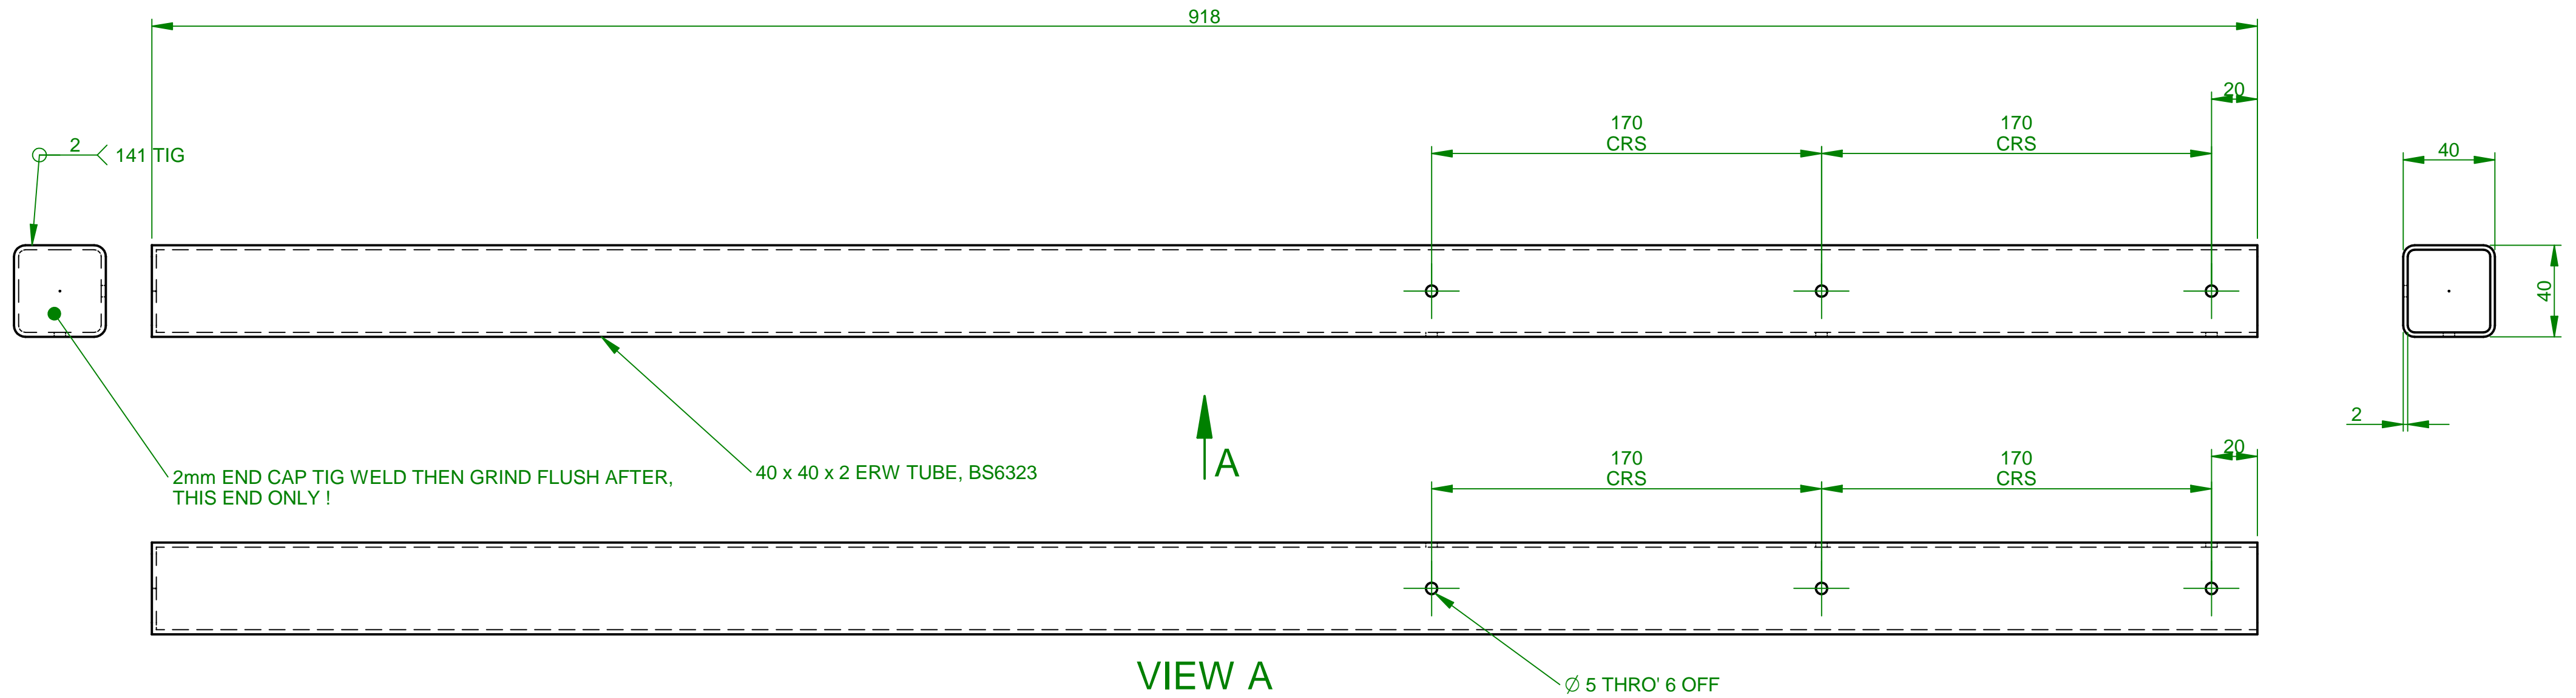 918
20
170
CRS
170
CRS
2
141 TIG
40
40
2
2mm END CAP TIG WELD THEN GRIND FLUSH AFTER,
THIS END ONLY !
40 x 40 x 2 ERW TUBE, BS6323
A
20
170
CRS
170
CRS
VIEW A
∅ 5 THRO' 6 OFF